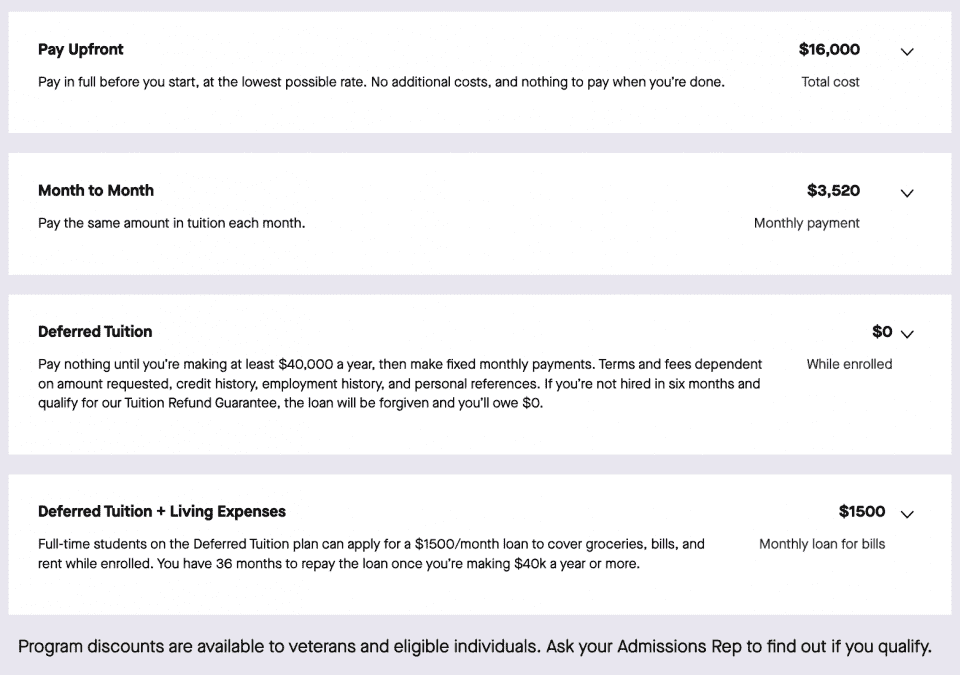 Pay Upfront
$16,000
Pay in full before you start, at the lowest possible rate. No additional costs, and nothing to pay when you're done.
Total cost
Month to Month
$3,520
Pay the same amount in tuition each month.
Monthly payment
Deferred Tuition
$0
Pay nothing until you're making at least $40,000 a year, then make fixed monthly payments. Terms and fees dependent
on amount requested, credit history, employment history, and personal references. If you're not hired in six months and
qualify for our Tuition Refund Guarantee, the loan will be forgiven and you'll owe $0.
While enrolled
Deferred Tuition + Living Expenses
$1500
Full-time students on the Deferred Tuition plan can apply for a $1500/month loan to cover groceries, bills, and
rent while enrolled. You have 36 months to repay the loan once you're making $40k a year or more.
Monthly loan for bills
Program discounts are available to veterans and eligible individuals. Ask your Admissions Rep to find out if you qualify.